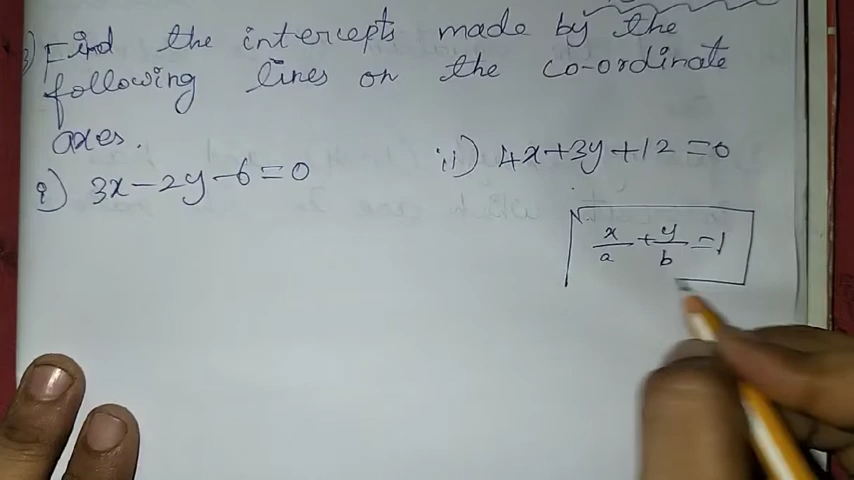 3) Find the intercepts made by the
following lines on the co-ordinate
axes.
i) 3x-2y-6=0
ii) 4x+3y+12=0
x/a + y/b = 1